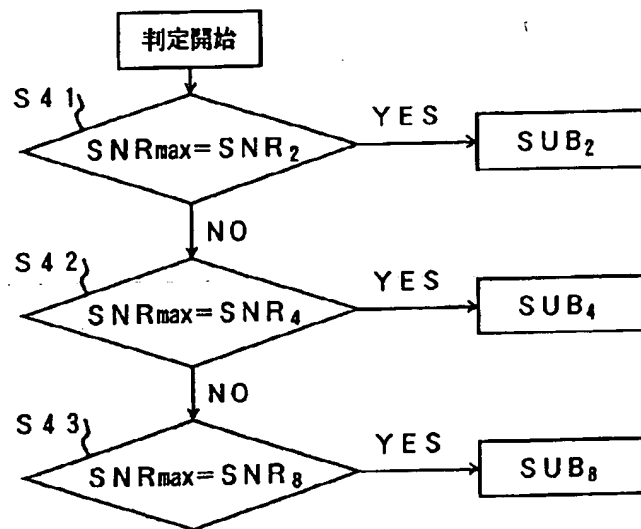 判定開始
S41
SNRmax=SNR₂
YES
SUB₂
NO
S42
SNRmax=SNR₄
YES
SUB₄
NO
S43
SNRmax=SNR₈
YES
SUB₈